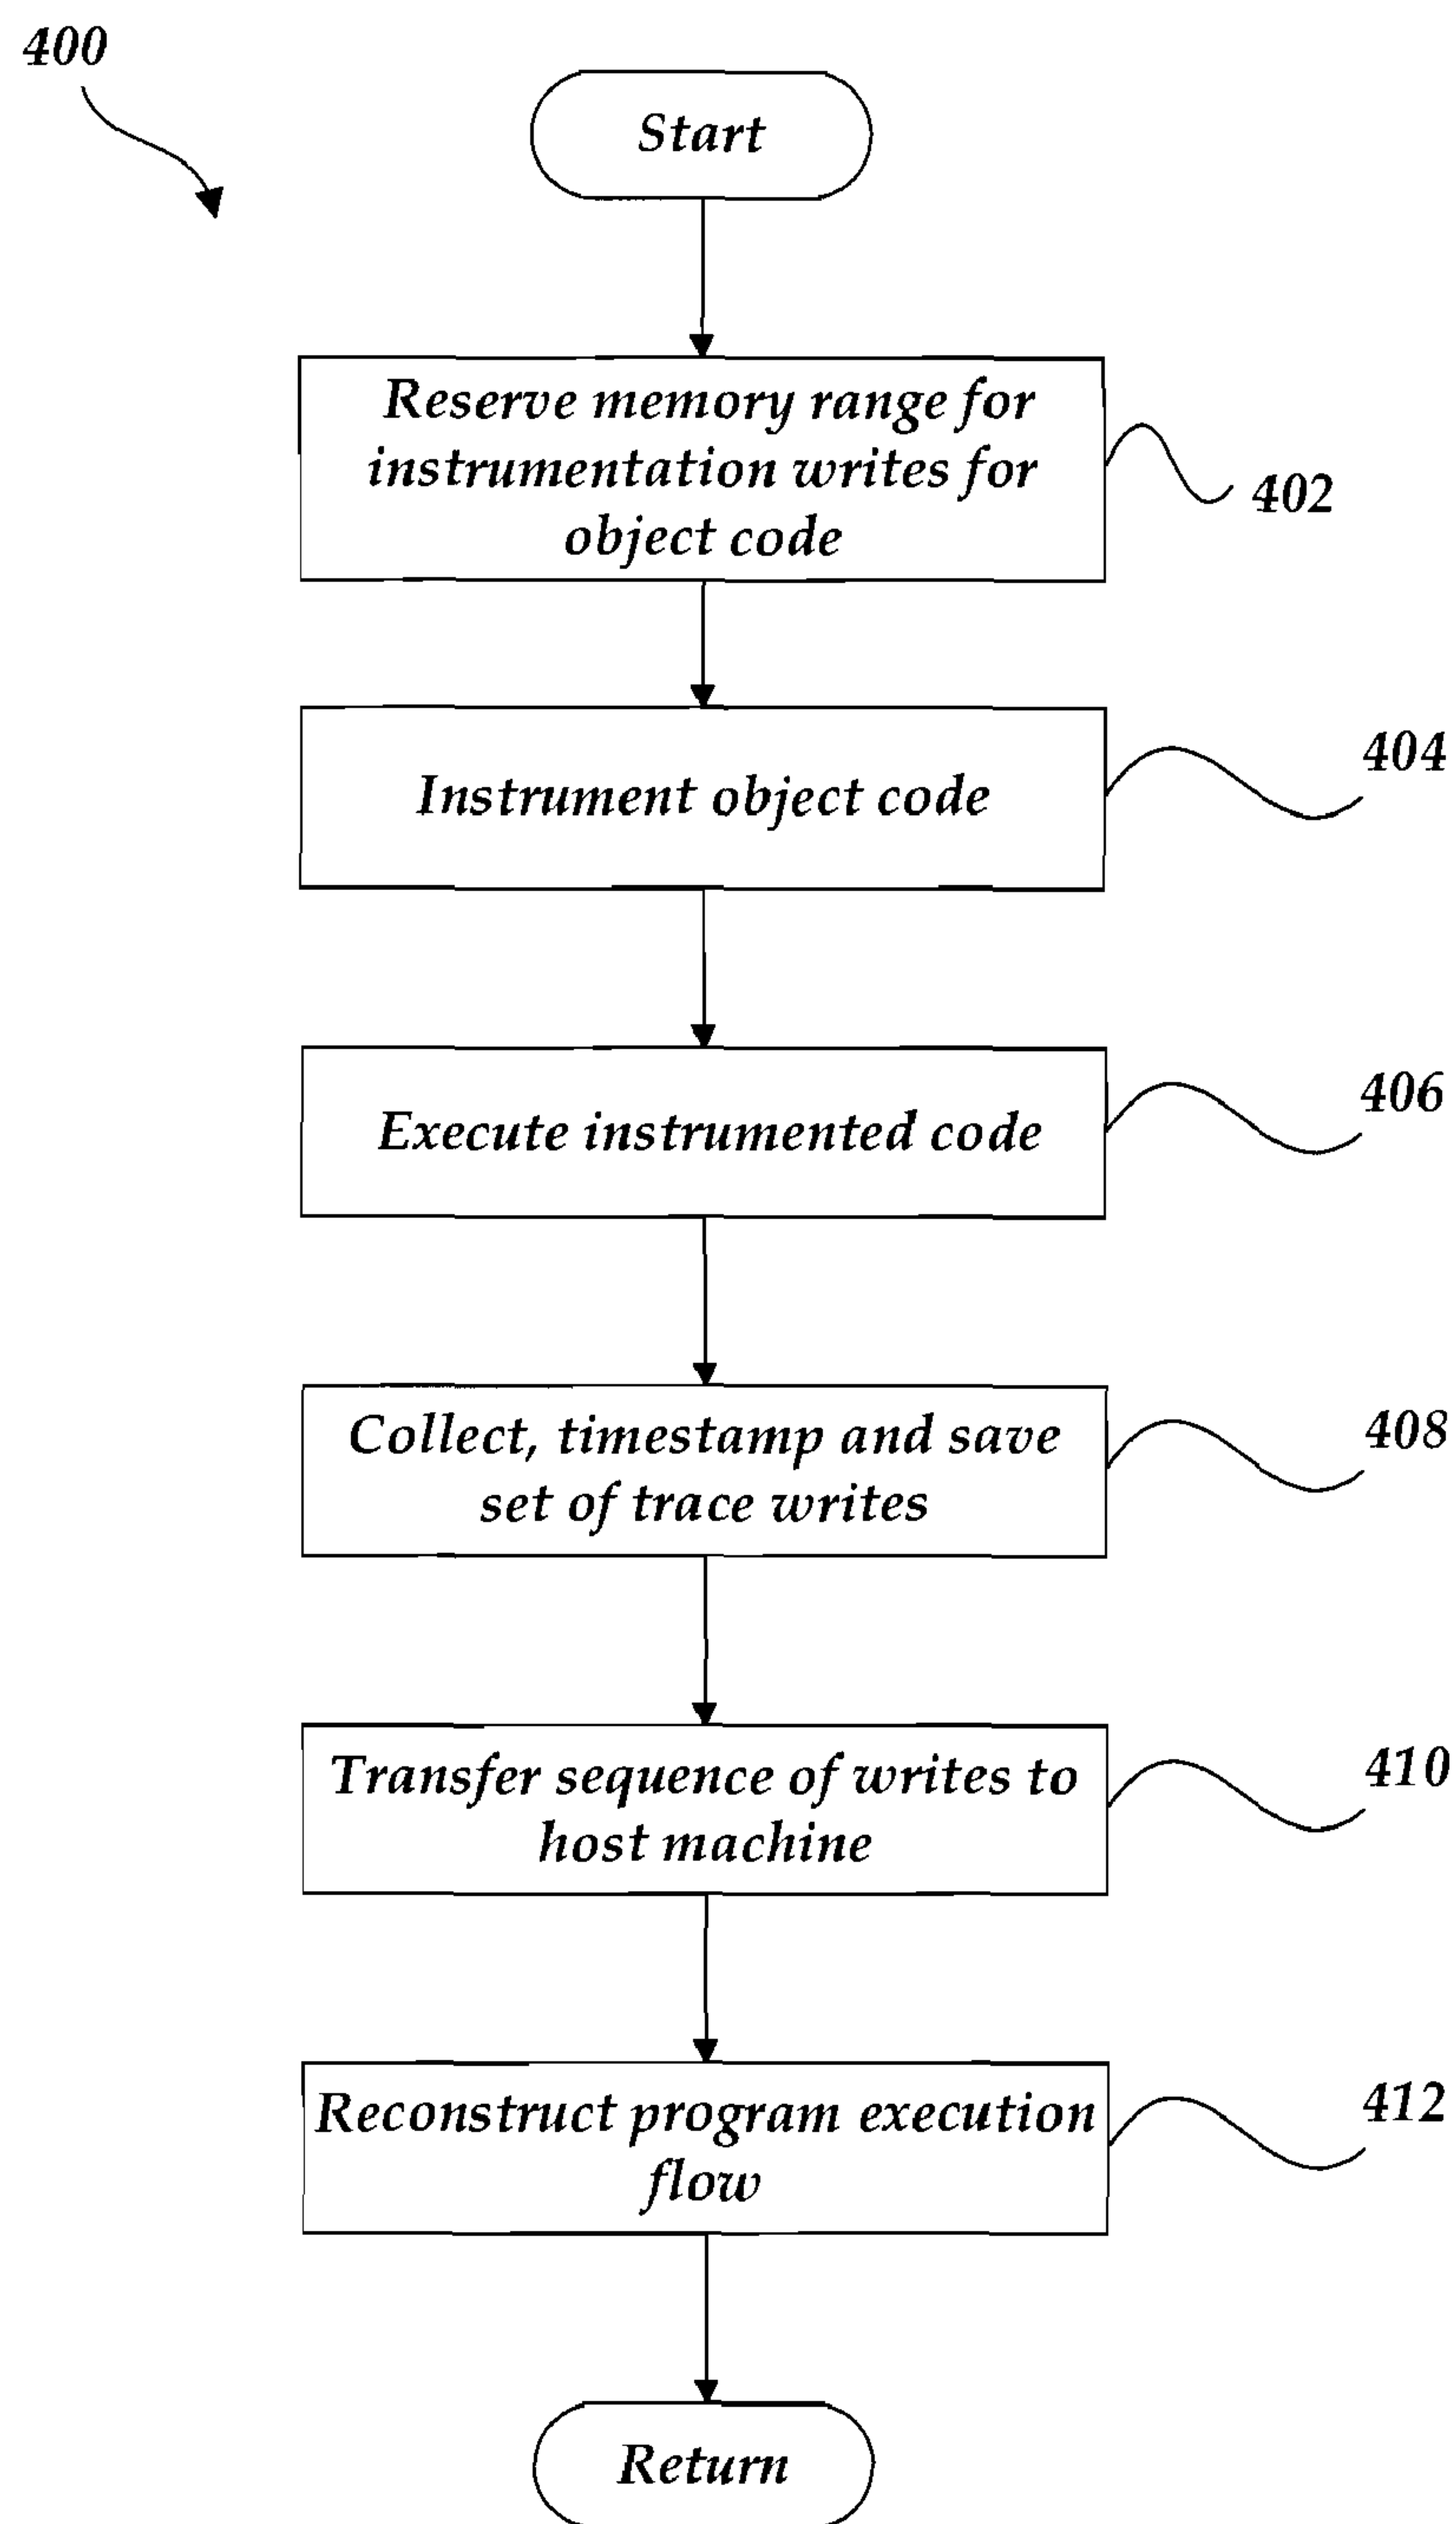 400
Start
Reserve memory range for
instrumentation writes for
object code
402
Instrument object code
404
Execute instrumented code
406
Collect, timestamp and save
set of trace writes
408
Transfer sequence of writes to
host machine
410
Reconstruct program execution
flow
412
Return